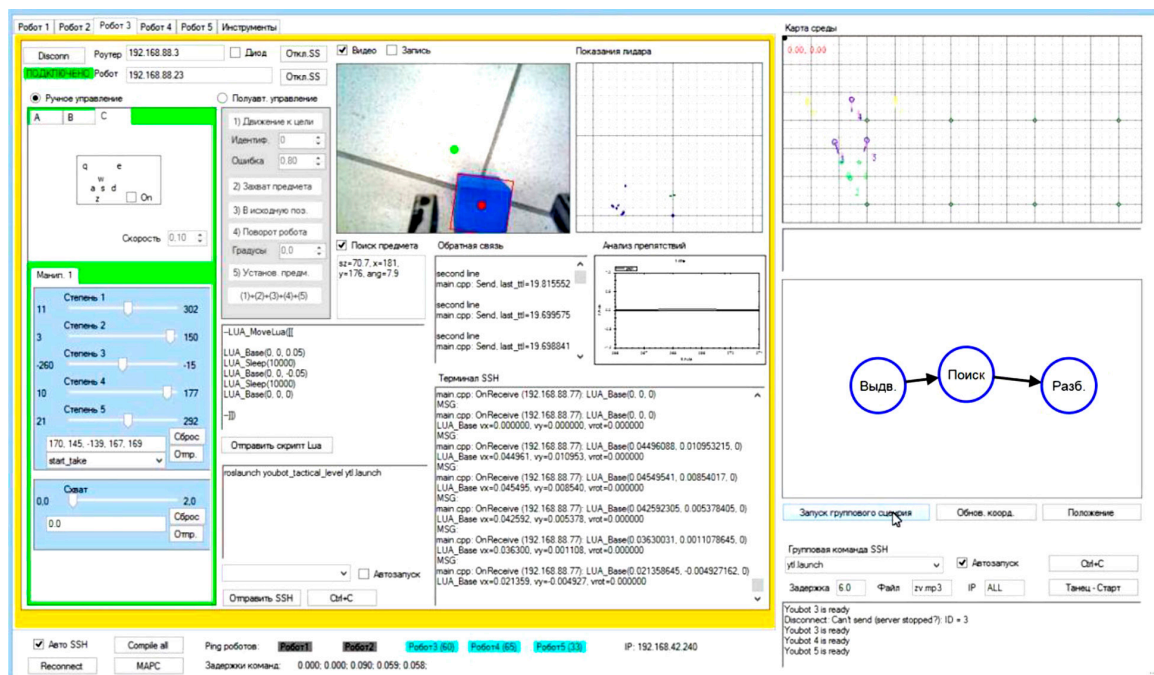 Робот 1 Робот 2 Робот 3 Робот 4 Робот 5 Инструменты
Disconn Роутер 192.168.88.3 Диод Откл.SS
ПОДКЛЮЧЕНО Робот 192.168.88.23 Откл.SS
Ручное управление
A B C
q e
w
a s d
z On
Скорость 0,10
Манип. 1
Степень 1
11 302
Степень 2
3 150
Степень 3
-260 -15
Степень 4
10 177
Степень 5
21 292
170, 145, -139, 167, 169 Сброс
start_take Отпр.
Схват
0,0 2,0
0.0 Сброс
Отпр.
Полуавт. управление
1) Движение к цели
Идентиф. 0
Ошибка 0,80
2) Захват предмета
3) В исходную поз.
4) Поворот робота
Градусы 0,0
5) Установ. предм.
(1)+(2)+(3)+(4)+(5)
--LUA_MoveLua([[
LUA_Base(0, 0, 0.05)
LUA_Sleep(10000)
LUA_Base(0, 0, -0.05)
LUA_Sleep(10000)
LUA_Base(0, 0, 0)
--]])
Отправить скрипт Lua
roslaunch youbot_tactical_level ytl.launch
Автозапуск
Отправить SSH Ctrl+C
Видео Запись
Показания лидара
Поиск предмета
sz=70.7, x=181,
y=176, ang=7.9
Обратная связь
second line
main.cpp: Send, last_ttl=19.815552
second line
main.cpp: Send, last_ttl=19.699575
second line
main.cpp: Send, last_ttl=19.698841
Анализ препятствий
Терминал SSH
main.cpp: OnReceive (192.168.88.77): LUA_Base(0, 0, 0)
MSG:
main.cpp: OnReceive (192.168.88.77): LUA_Base(0, 0, 0)
LUA_Base vx=0.000000, vy=0.000000, vrot=0.000000
MSG:
main.cpp: OnReceive (192.168.88.77): LUA_Base(0.04496088, 0.010953215, 0)
LUA_Base vx=0.044961, vy=0.010953, vrot=0.000000
MSG:
main.cpp: OnReceive (192.168.88.77): LUA_Base(0.04549541, 0.00854017, 0)
LUA_Base vx=0.045495, vy=0.008540, vrot=0.000000
MSG:
main.cpp: OnReceive (192.168.88.77): LUA_Base(0.042592305, 0.005378405, 0)
LUA_Base vx=0.042592, vy=0.005378, vrot=0.000000
MSG:
main.cpp: OnReceive (192.168.88.77): LUA_Base(0.03630031, 0.0011078645, 0)
LUA_Base vx=0.036300, vy=0.001108, vrot=0.000000
MSG:
main.cpp: OnReceive (192.168.88.77): LUA_Base(0.021358645, -0.004927162, 0)
LUA_Base vx=0.021359, vy=-0.004927, vrot=0.000000
Карта среды
0.00, 0.00
Выдв. Поиск Разб.
Запуск группового сценария Обнов. коорд. Положение
Групповая команда SSH
ytl.launch Автозапуск Ctrl+C
Задержка 6.0 Файл zv.mp3 IP ALL Танец - Старт
Youbot 3 is ready
Disconnect: Can't send (server stopped?): ID = 3
Youbot 3 is ready
Youbot 4 is ready
Youbot 5 is ready
Авто SSH Compile all Ping роботов: Робот1 Робот2 Робот3 (60) Робот4 (65) Робот5 (33) IP: 192.168.42.240
Reconnect МАРС Задержки команд: 0.000; 0.000; 0.090; 0.059; 0.058;